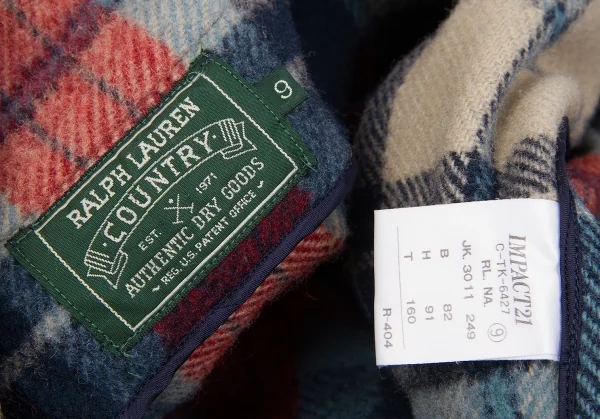 RALPH LAUREN
COUNTRY
EST. 1971
AUTHENTIC DRY GOODS
REG. U.S. PATENT OFFICE
9
IMPACT21
C-TK-6427
RL. NA. ⑨
JK. 3011 249
B 82
H 91
T 160
R-404